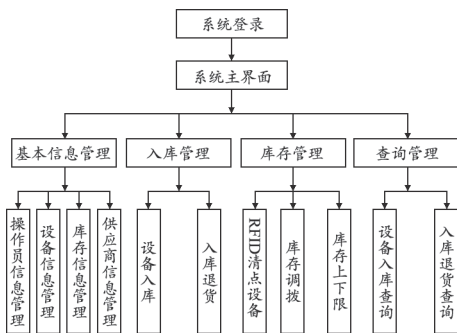 系统登录
系统主界面
基本信息管理
入库管理
库存管理
查询管理
操作员信息管理
设备信息管理
库存信息管理
供应商信息管理
设备入库
入库退货
RFID清点设备
库存调拨
库存上下限
设备入库查询
入库退货查询